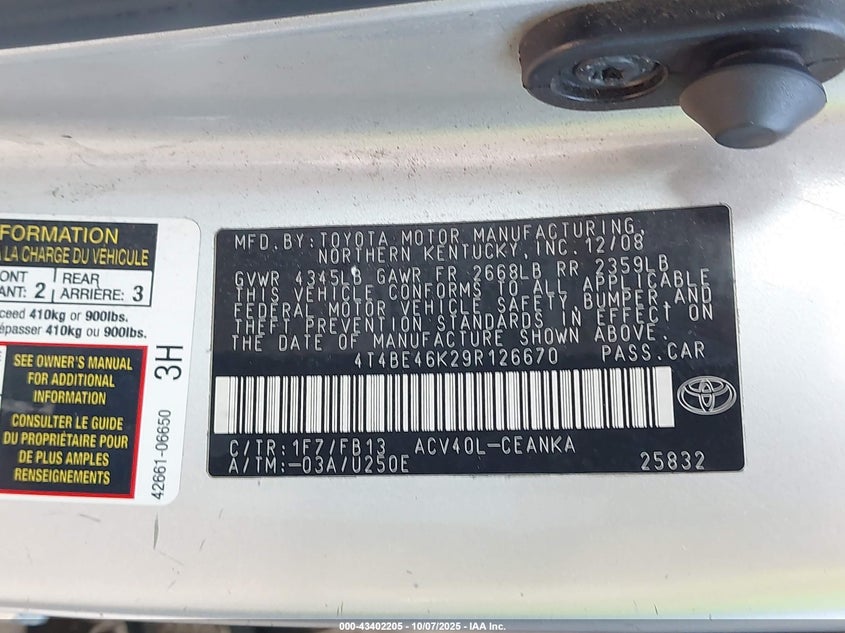 FORMATION
LA CHARGE DU VÉHICULE
ONT
ANT: 2
REAR
ARRIÈRE: 3
ceed 410kg or 900lbs.
épasser 410kg ou 900lbs.
SEE OWNER'S MANUAL
FOR ADDITIONAL
INFORMATION
CONSULTER LE GUIDE
DU PROPRIÉTAIRE POUR
DE PLUS AMPLES
RENSEIGNEMENTS
3H
42661-06650
MFD.BY:TOYOTA MOTOR MANUFACTURING,
NORTHERN KENTUCKY,INC.12/08
GVWR 4345LB GAWR FR 2668LB RR 2359LB
THIS VEHICLE CONFORMS TO ALL APPLICABLE
FEDERAL MOTOR VEHICLE SAFETY,BUMPER,AND
THEFT PREVENTION STANDARDS IN EFFECT ON
THE DATE OF MANUFACTURE SHOWN ABOVE.
4T4BE46K29R126670 PASS.CAR
C/TR:1F7/FB13 ACV40L-CEANKA
A/TM:-03A/U250E 25832
000-43402205 - 10/07/2025 - IAA Inc.